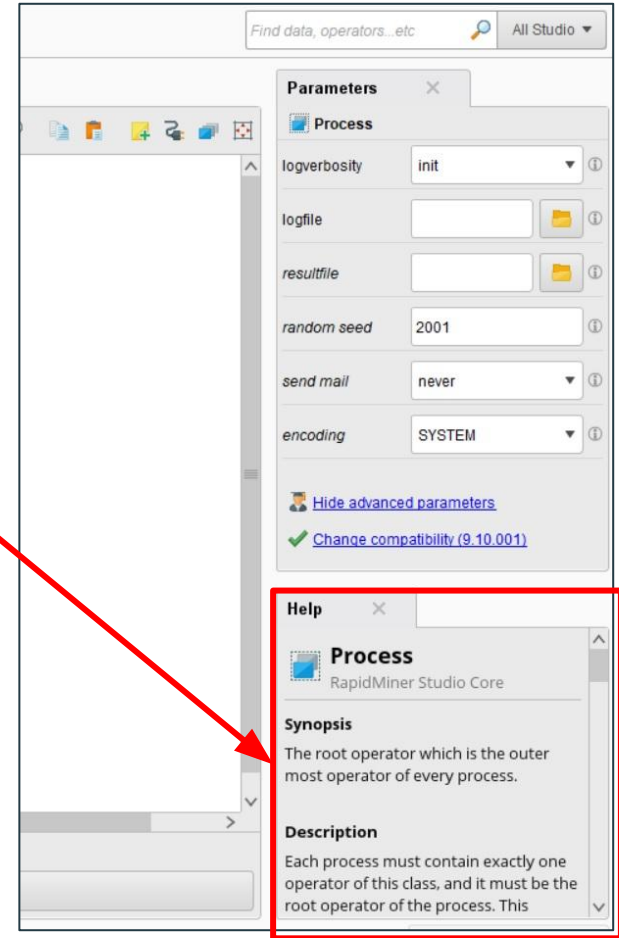 Find data, operators...etc
All Studio
Parameters
Process
logverbosity
init
logfile
resultfile
random seed
2001
send mail
never
encoding
SYSTEM
Hide advanced parameters
Change compatibility (9.10.001)
Help
Process
RapidMiner Studio Core
Synopsis
The root operator which is the outer
most operator of every process.
Description
Each process must contain exactly one
operator of this class, and it must be the
root operator of the process. This